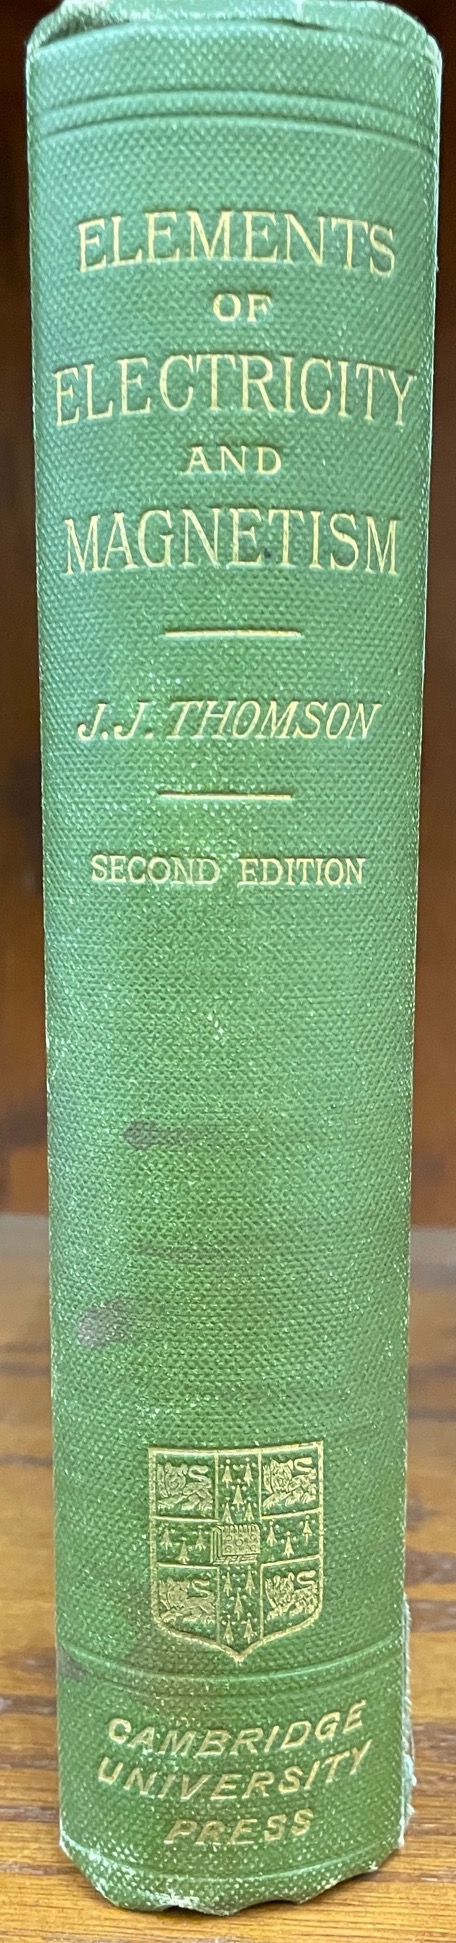 ELEMENTS
OF
ELECTRICITY
AND
MAGNETISM
J.J. THOMSON
SECOND EDITION
CAMBRIDGE
UNIVERSITY
PRESS